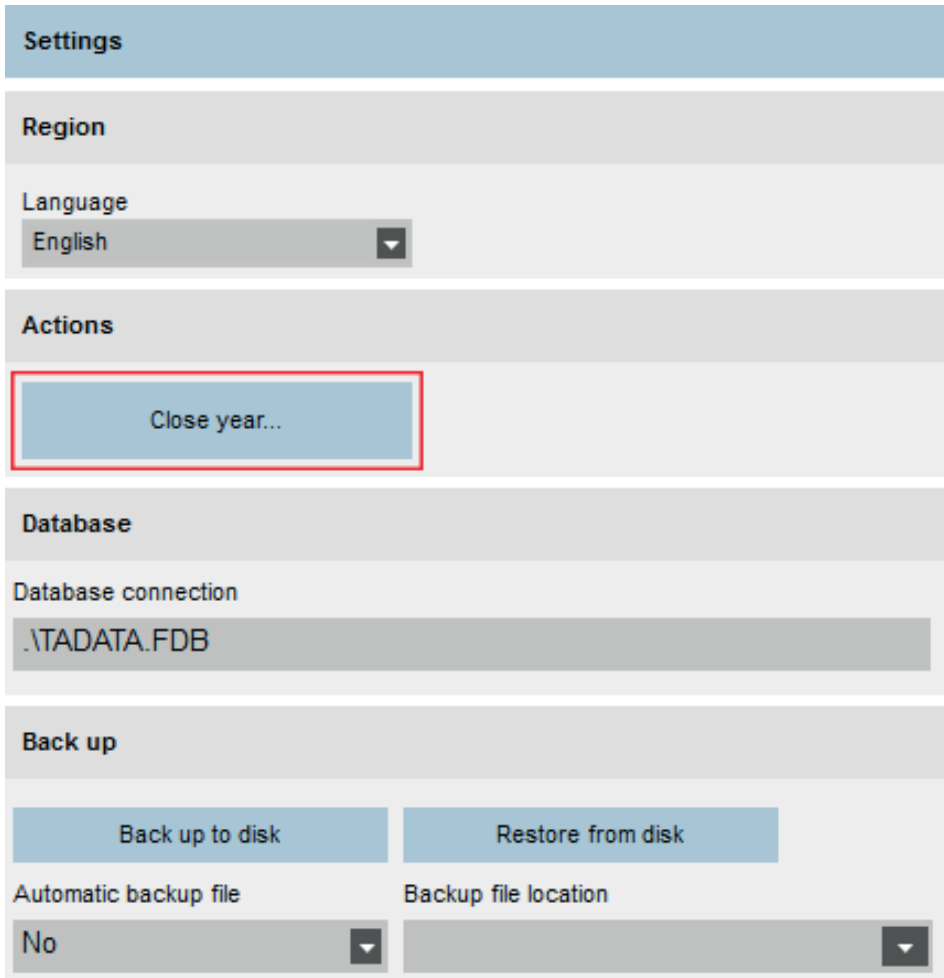 Settings
Region
Language
English
Actions
Close year...
Database
Database connection
.\TADATA.FDB
Back up
Back up to disk Restore from disk
Automatic backup file Backup file location
No